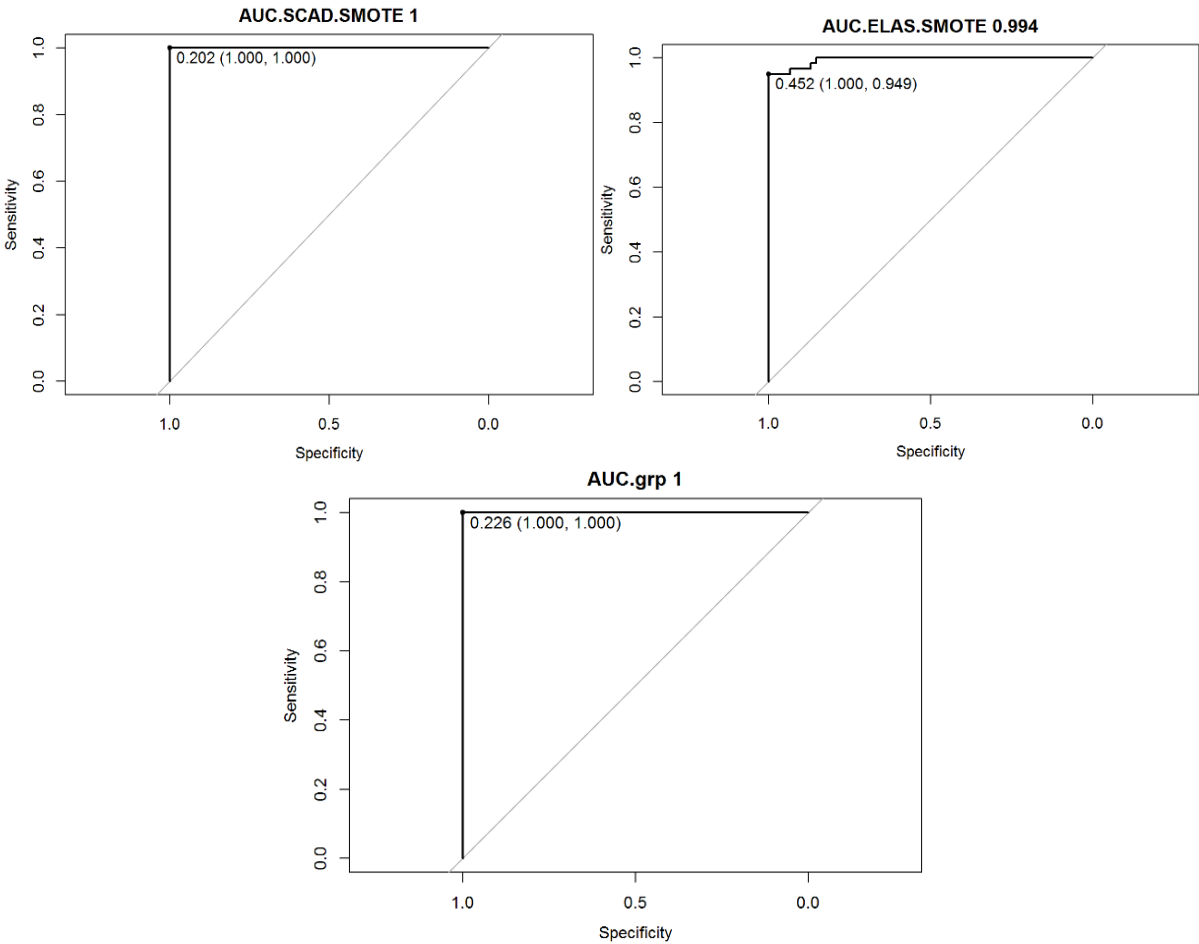 AUC.SCAD.SMOTE 1
1.0
0.8
0.6
0.4
0.2
0.0
Sensitivity
0.202 (1.000, 1.000)
1.0 0.5 0.0
Specificity
AUC.ELAS.SMOTE 0.994
1.0
0.8
0.6
0.4
0.2
0.0
Sensitivity
0.452 (1.000, 0.949)
1.0 0.5 0.0
Specificity
AUC.grp 1
1.0
0.8
0.6
0.4
0.2
0.0
Sensitivity
0.226 (1.000, 1.000)
1.0 0.5 0.0
Specificity